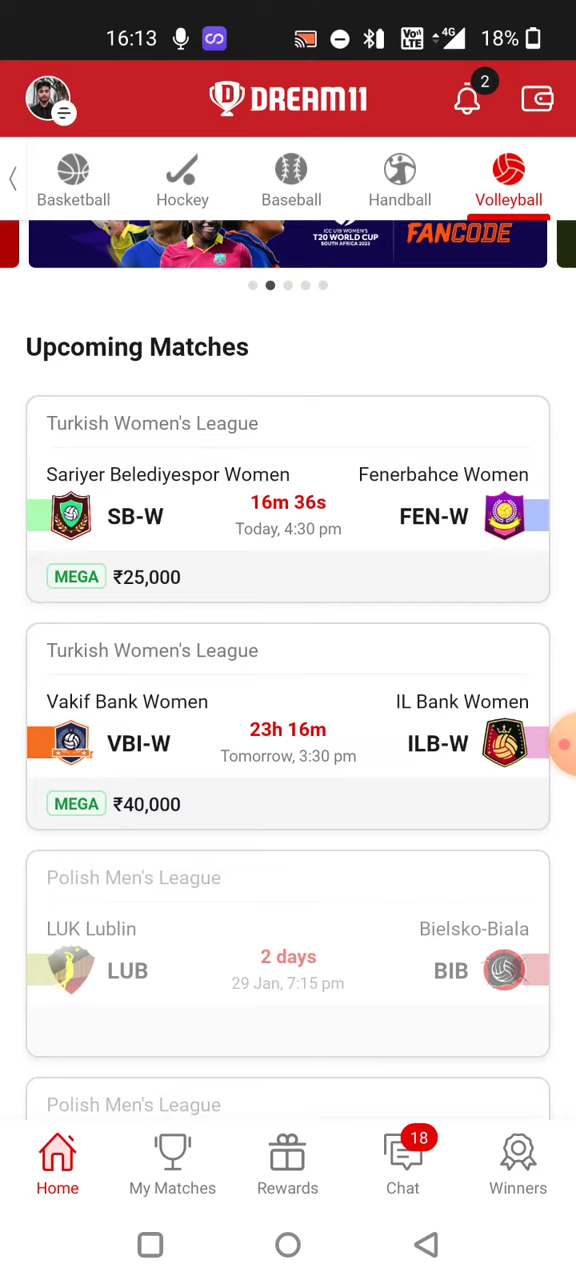 16:13
Vo)) LTE
4G
18%
DREAM11
2
Basketball
Hockey
Baseball
Handball
Volleyball
ICC U19 WOMEN'S
T20 WORLD CUP
SOUTH AFRICA 2023
FANCODE
Upcoming Matches
Turkish Women's League
Sariyer Belediyespor Women
Fenerbahce Women
SB-W
16m 36s
FEN-W
Today, 4:30 pm
MEGA ₹25,000
Turkish Women's League
Vakif Bank Women
IL Bank Women
VBI-W
23h 16m
ILB-W
Tomorrow, 3:30 pm
MEGA ₹40,000
Polish Men's League
LUK Lublin
Bielsko-Biala
LUB
2 days
BIB
29 Jan, 7:15 pm
Polish Men's League
18
Home
My Matches
Rewards
Chat
Winners